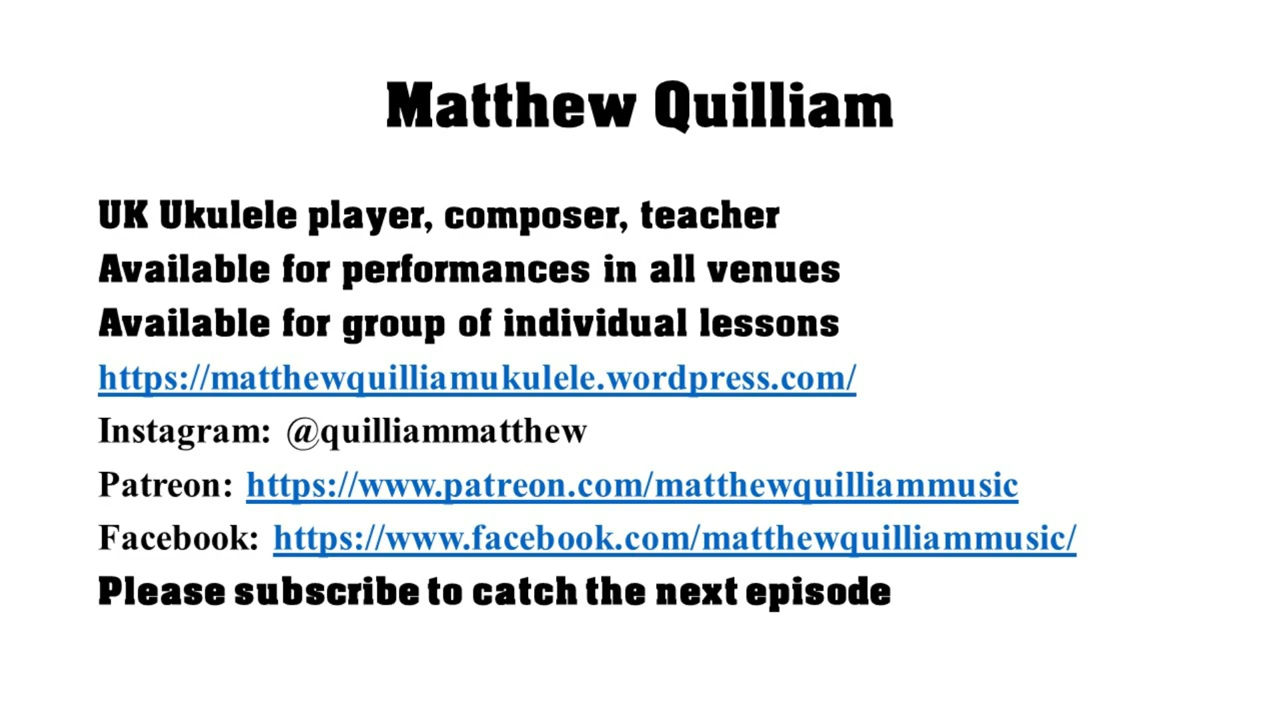 Matthew Quilliam
UK Ukulele player, composer, teacher
Available for performances in all venues
Available for group of individual lessons
https://matthewquilliamukulele.wordpress.com/
Instagram: @quilliammatthew
Patreon: https://www.patreon.com/matthewquilliammusic
Facebook: https://www.facebook.com/matthewquilliammusic/
Please subscribe to catch the next episode